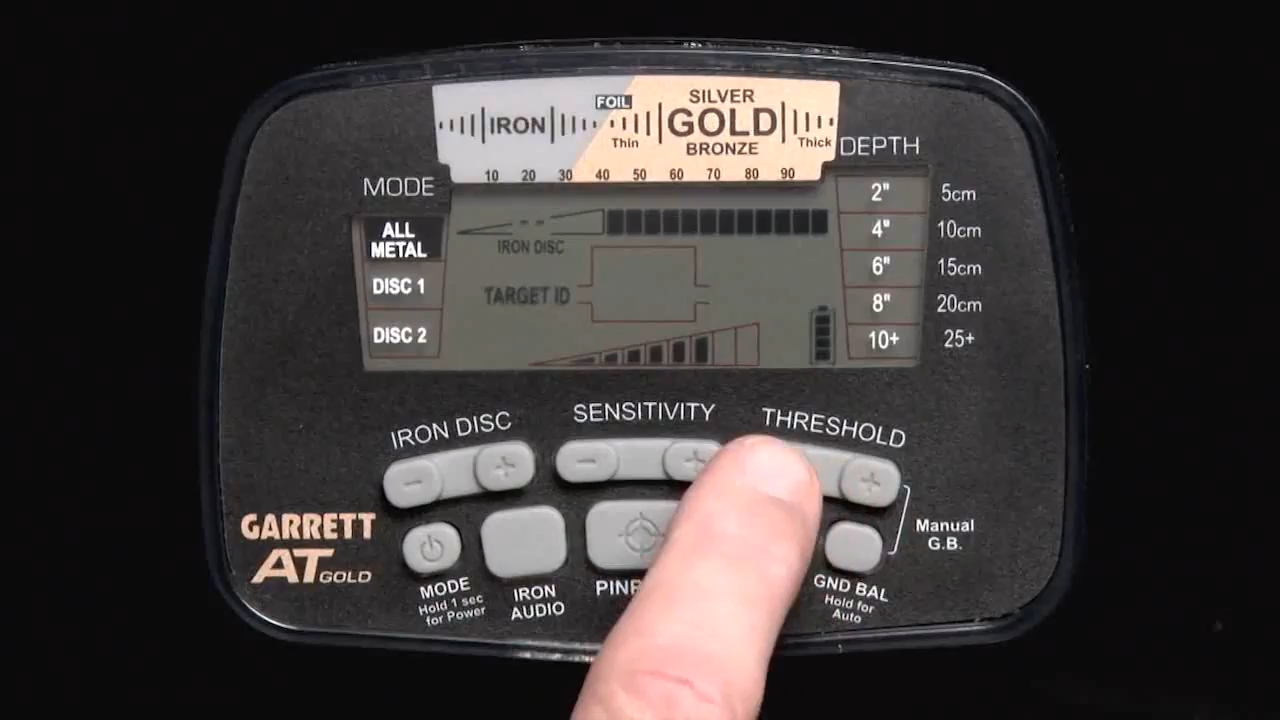 FOIL
IRON
SILVER
GOLD
BRONZE
Thin
Thick
10 20 30 40 50 60 70 80 90
DEPTH
2" 5cm
4" 10cm
6" 15cm
8" 20cm
10+ 25+
MODE
ALL
METAL
DISC 1
DISC 2
IRON DISC
TARGET ID
IRON DISC
SENSITIVITY
THRESHOLD
- +
- +
+
GARRETT
AT GOLD
MODE
Hold 1 sec
for Power
IRON
AUDIO
Manual
G.B.
GND BAL
Hold for
Auto